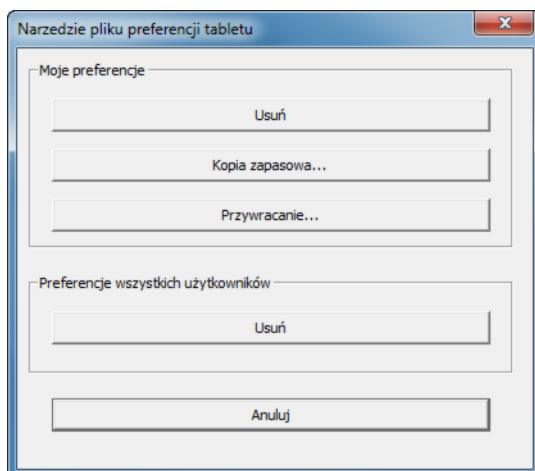 Narzedzie pliku preferencji tabletu
Moje preferencje
Usuń
Kopia zapasowa...
Przywracanie...
Preferencje wszystkich użytkowników
Usuń
Anuluj